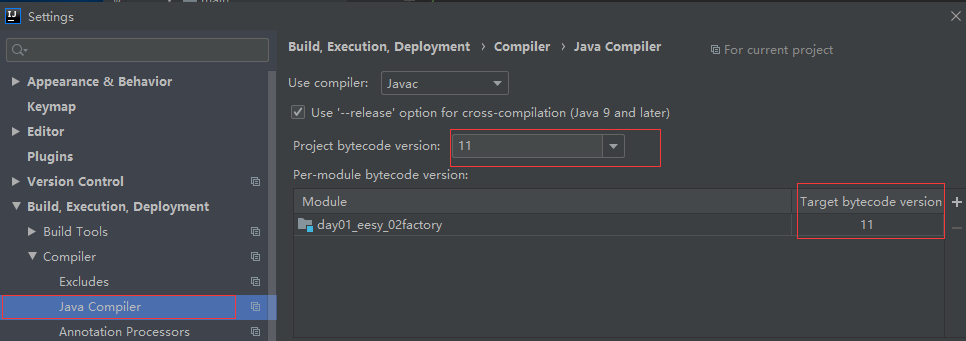 Settings
Appearance & Behavior
Keymap
Editor
Plugins
Version Control
Build, Execution, Deployment
Build Tools
Compiler
Excludes
Java Compiler
Annotation Processors
Build, Execution, Deployment › Compiler › Java Compiler
For current project
Use compiler: Javac
Use '--release' option for cross-compilation (Java 9 and later)
Project bytecode version: 11
Per-module bytecode version:
Module Target bytecode version
day01_eesy_02factory 11